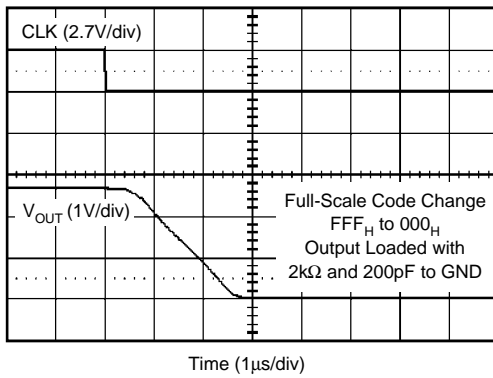 CLK (2.7V/div)
V_OUT (1V/div)
Full-Scale Code Change
FFF_H to 000_H
Output Loaded with
2kΩ and 200pF to GND
Time (1μs/div)